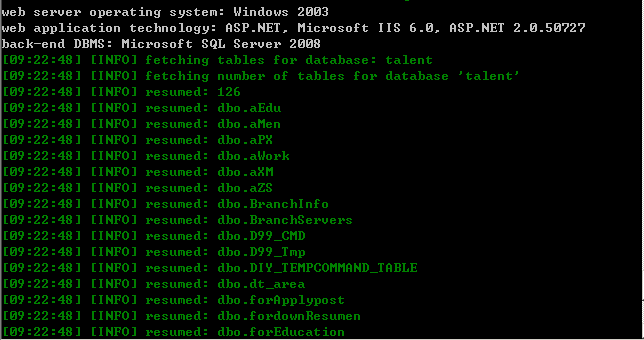 web server operating system: Windows 2003
web application technology: ASP.NET, Microsoft IIS 6.0, ASP.NET 2.0.50727
back-end DBMS: Microsoft SQL Server 2008
[09:22:48] [INFO] fetching tables for database: talent
[09:22:48] [INFO] fetching number of tables for database 'talent'
[09:22:48] [INFO] resumed: 126
[09:22:48] [INFO] resumed: dbo.aEdu
[09:22:48] [INFO] resumed: dbo.aMen
[09:22:48] [INFO] resumed: dbo.aPX
[09:22:48] [INFO] resumed: dbo.aWork
[09:22:48] [INFO] resumed: dbo.aXM
[09:22:48] [INFO] resumed: dbo.aZS
[09:22:48] [INFO] resumed: dbo.BranchInfo
[09:22:48] [INFO] resumed: dbo.BranchServers
[09:22:48] [INFO] resumed: dbo.D99_CMD
[09:22:48] [INFO] resumed: dbo.D99_Tmp
[09:22:48] [INFO] resumed: dbo.DIY_TEMPCOMMAND_TABLE
[09:22:48] [INFO] resumed: dbo.dt_area
[09:22:48] [INFO] resumed: dbo.forApplypost
[09:22:48] [INFO] resumed: dbo.fordownResumen
[09:22:48] [INFO] resumed: dbo.forEducation